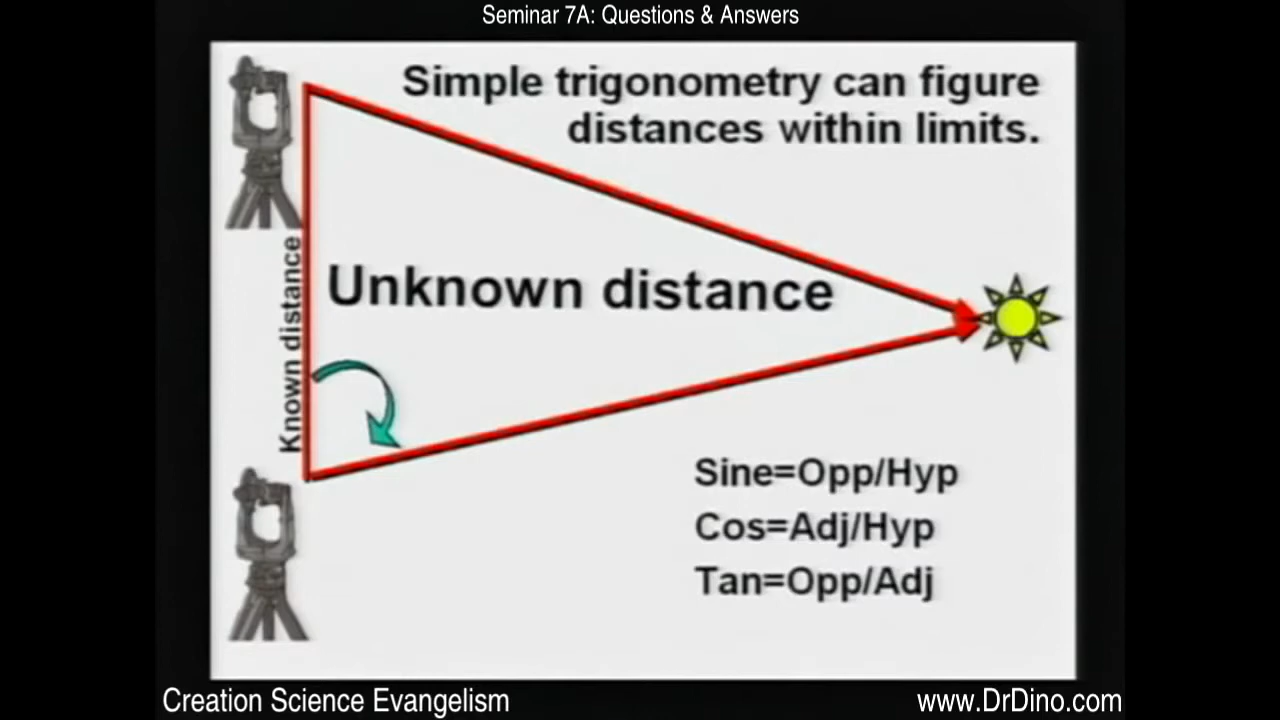 Seminar 7A: Questions & Answers
Simple trigonometry can figure
distances within limits.
Known distance
Unknown distance
Sine=Opp/Hyp
Cos=Adj/Hyp
Tan=Opp/Adj
Creation Science Evangelism
www.DrDino.com